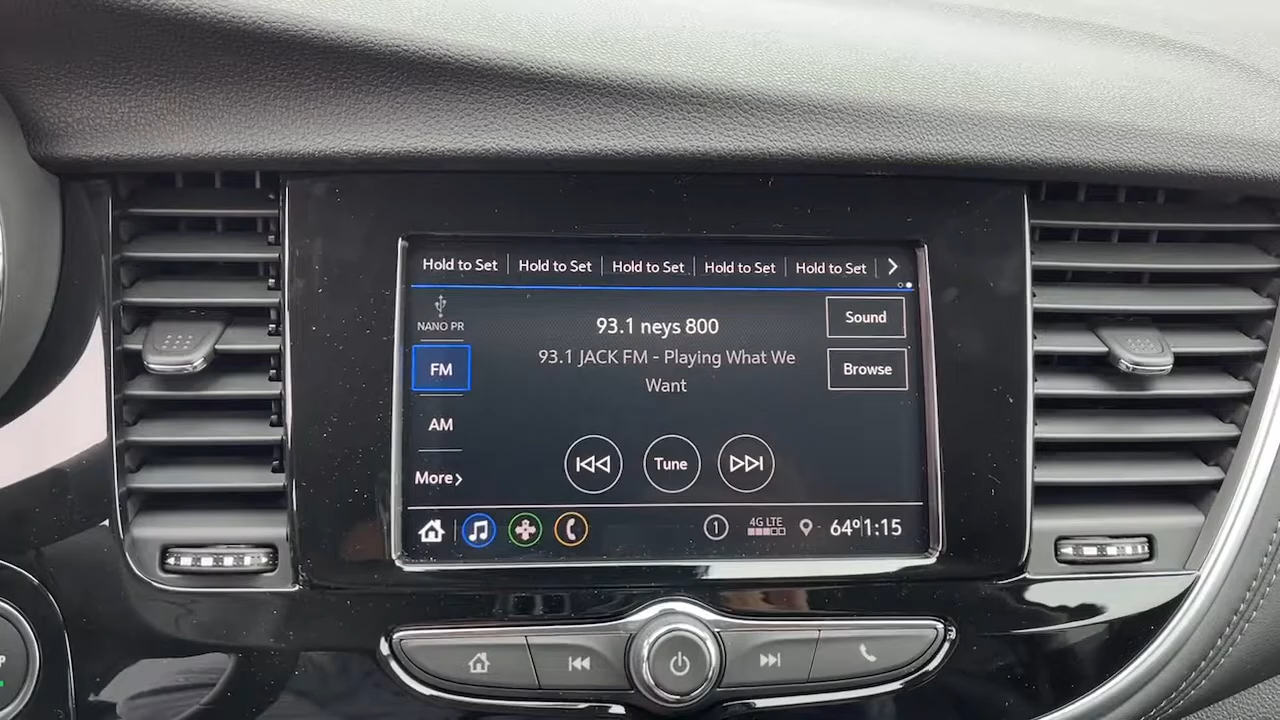 Hold to Set Hold to Set Hold to Set Hold to Set Hold to Set
NANO PR
93.1 neys 800
Sound
93.1 JACK FM - Playing What We
Want
FM
Browse
AM
Tune
More
1
4G LTE
64° 1:15